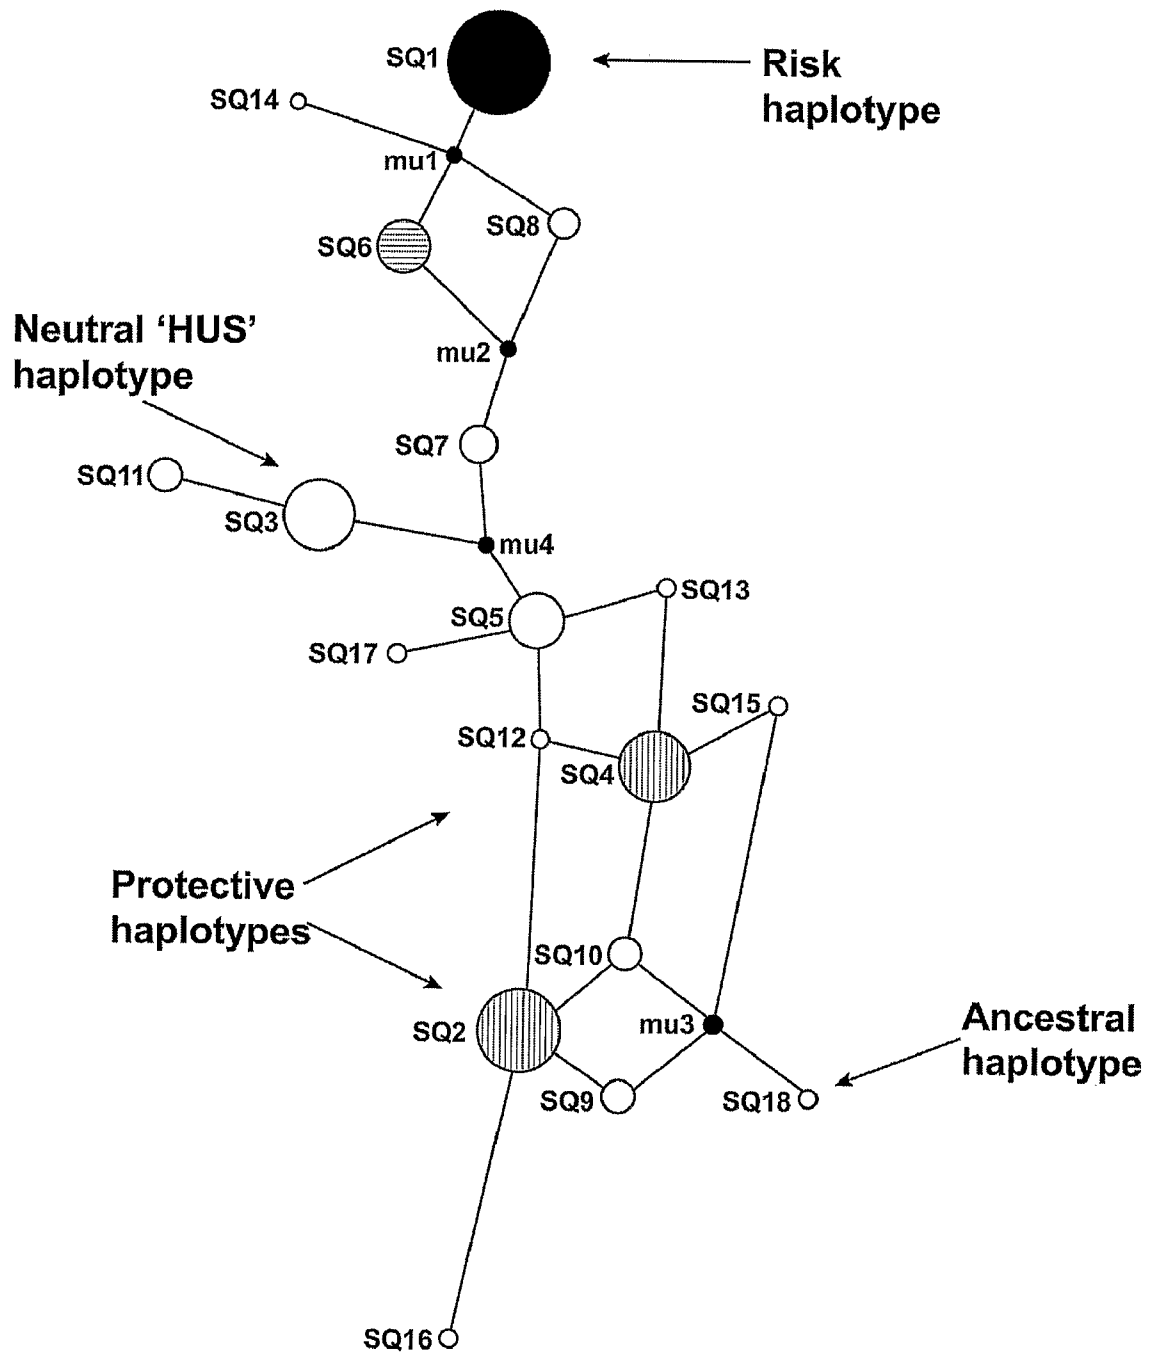 SQ1
Risk
haplotype
SQ14
mu1
SQ8
SQ6
Neutral ‘HUS’
haplotype
mu2
SQ7
SQ11
SQ3
mu4
SQ13
SQ5
SQ17
SQ15
SQ12
SQ4
Protective
haplotypes
SQ10
mu3
SQ2
Ancestral
haplotype
SQ9
SQ18
SQ16